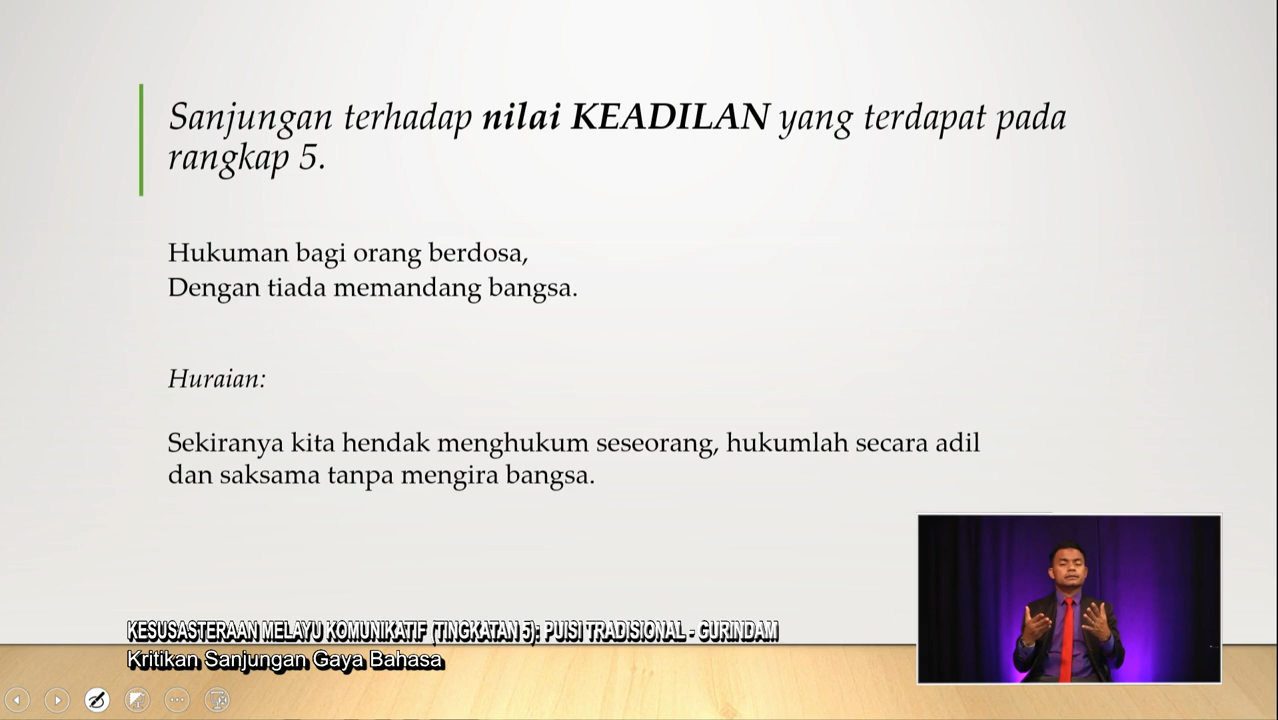 Sanjungan terhadap nilai KEADILAN yang terdapat pada
rangkap 5.
Hukuman bagi orang berdosa,
Dengan tiada memandang bangsa.
Huraian:
Sekiranya kita hendak menghukum seseorang, hukumlah secara adil
dan saksama tanpa mengira bangsa.
KESUSASTERAAN MELAYU KOMUNIKATIF (TINGKATAN 5): PUISI TRADISIONAL - GURINDAM
Kritikan Sanjungan Gaya Bahasa